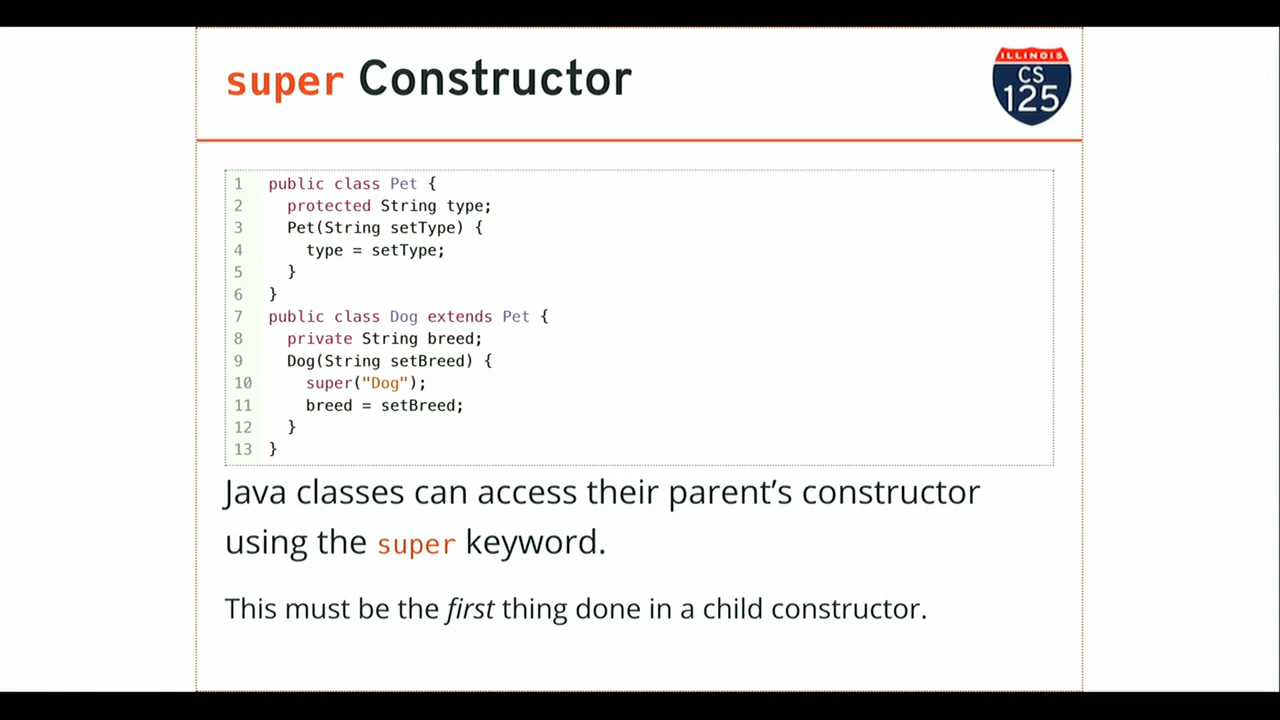 super Constructor
ILLINOIS
CS
125
1 public class Pet {
2   protected String type;
3   Pet(String setType) {
4     type = setType;
5   }
6 }
7 public class Dog extends Pet {
8   private String breed;
9   Dog(String setBreed) {
10     super("Dog");
11     breed = setBreed;
12   }
13 }
Java classes can access their parent’s constructor
using the super keyword.
This must be the first thing done in a child constructor.